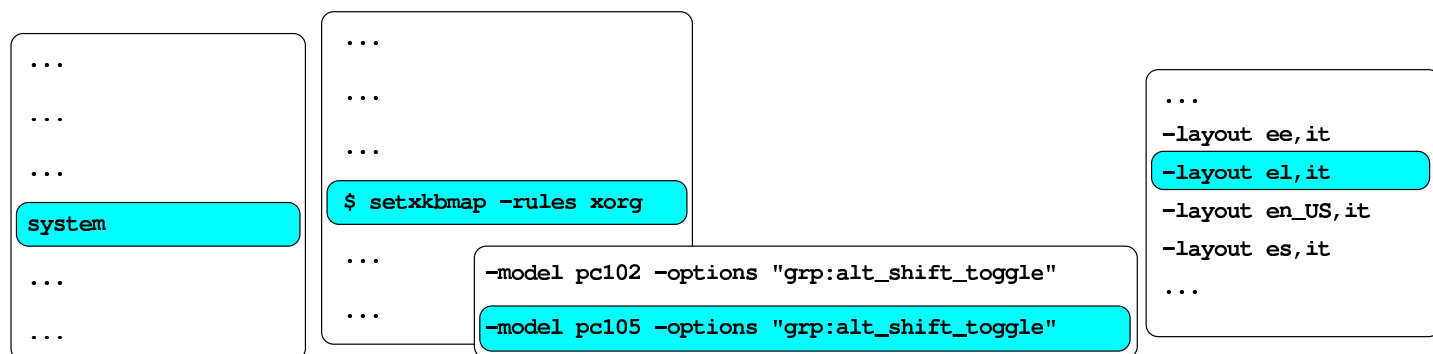 ...
...
...
system
...
...
...
...
...
$ setxkbmap –rules xorg
...
...
–model pc102 –options "grp:alt_shift_toggle"
–model pc105 –options "grp:alt_shift_toggle"
...
–layout ee,it
–layout el,it
–layout en_US,it
–layout es,it
...